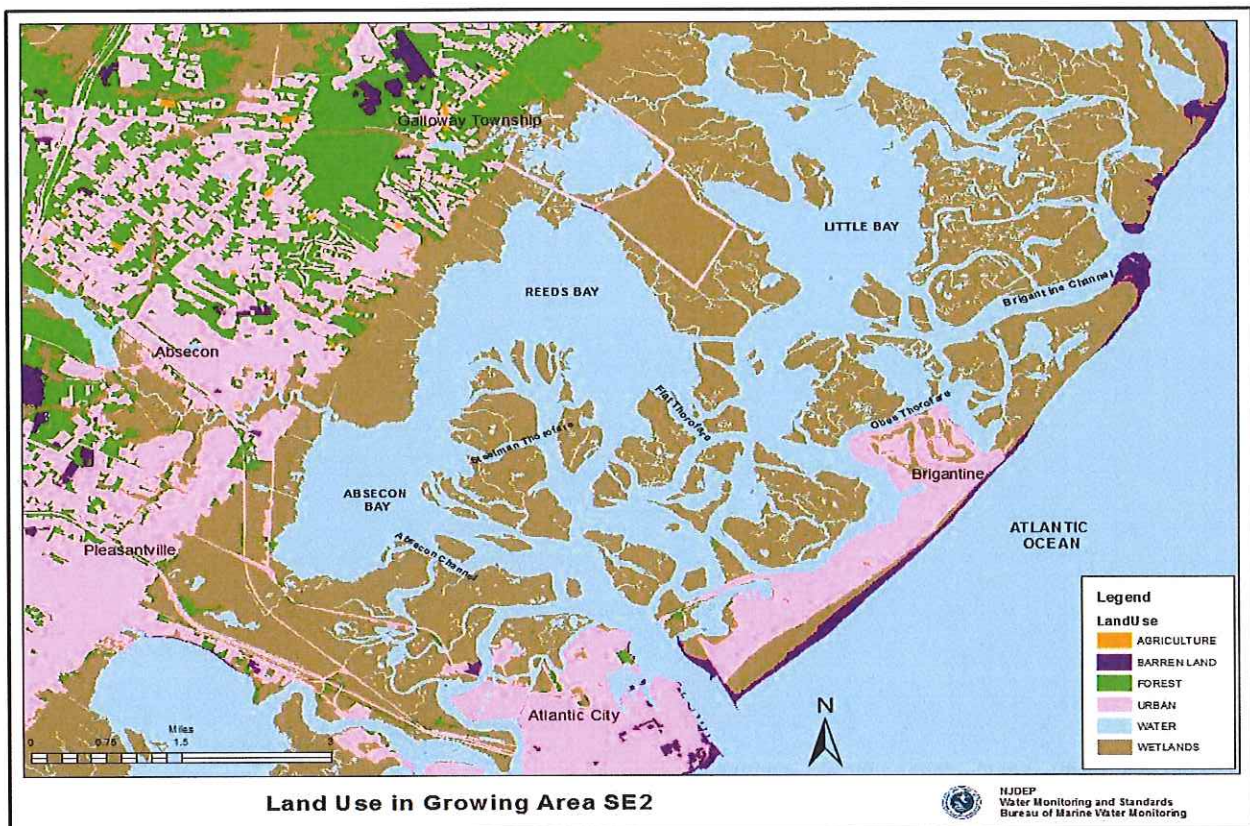 Galloway Township
LITTLE BAY
REEDS BAY
Brigantine Channel
Absecon
Flat Thorofare
Obes Thorofare
Steelman Thorofare
Brigantine
ABSECON
BAY
ATLANTIC
OCEAN
Pleasantville
Absecon Channel
Atlantic City
N
Miles
0 0.75 1.5 3
Legend
LandUse
AGRICULTURE
BARREN LAND
FOREST
URBAN
WATER
WETLANDS
Land Use in Growing Area SE2
NJDEP
Water Monitoring and Standards
Bureau of Marine Water Monitoring